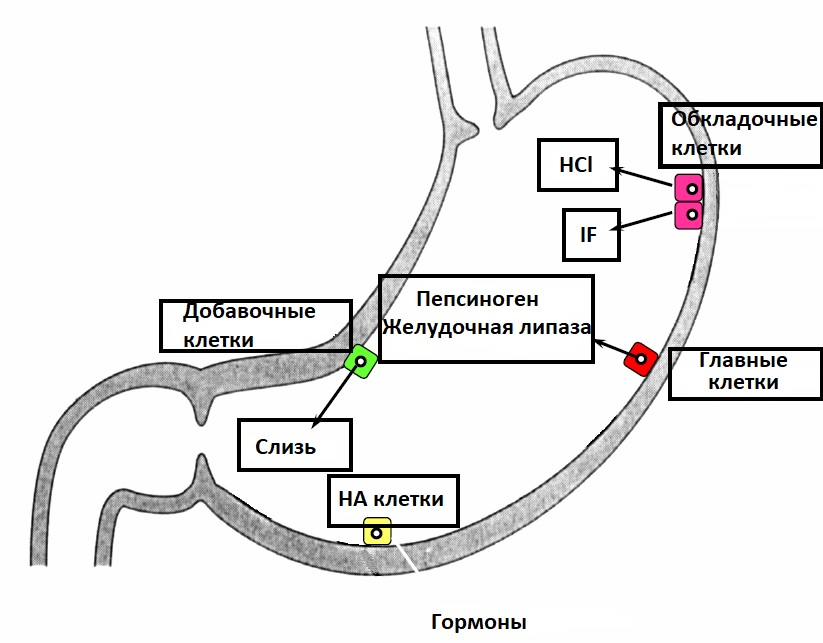 Обкладочные
клетки
HCl
IF
Пепсиноген
Желудочная липаза
Добавочные
клетки
Главные
клетки
Слизь
НА клетки
Гормоны